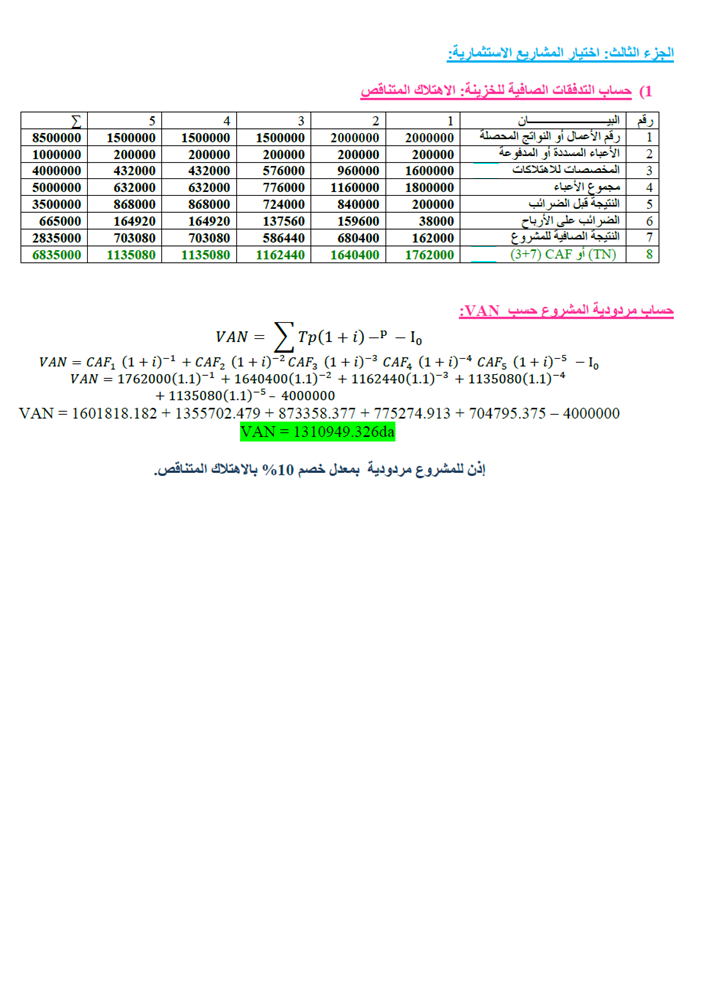 الجزء الثالث: اختيار المشاريع الاستثمارية:
1) حساب التدفقات الصافية للخزينة: الاهتلاك المتناقص
رقم البيـــــــــــــــــان 1 2 3 4 5 ∑
1 رقم الأعمال أو النواتج المحصلة 2000000 2000000 1500000 1500000 1500000 8500000
2 الأعباء المسددة أو المدفوعة 200000 200000 200000 200000 200000 1000000
3 المخصصات للاهتلاكات 1600000 960000 576000 432000 432000 4000000
4 مجموع الأعباء 1800000 1160000 776000 632000 632000 5000000
5 النتيجة قبل الضرائب 200000 840000 724000 868000 868000 3500000
6 الضرائب على الأرباح 38000 159600 137560 164920 164920 665000
7 النتيجة الصافية للمشروع 162000 680400 586440 703080 703080 2835000
8 (TN) أو CAF (3+7) 1762000 1640400 1162440 1135080 1135080 6835000
حساب مردودية المشروع حسب VAN:
VAN = ∑ Tp(1 + i) −ᵖ − I₀
VAN = CAF₁ (1 + i)⁻¹ + CAF₂ (1 + i)⁻² CAF₃ (1 + i)⁻³ CAF₄ (1 + i)⁻⁴ CAF₅ (1 + i)⁻⁵ − I₀
VAN = 1762000(1.1)⁻¹ + 1640400(1.1)⁻² + 1162440(1.1)⁻³ + 1135080(1.1)⁻⁴
+ 1135080(1.1)⁻⁵ – 4000000
VAN = 1601818.182 + 1355702.479 + 873358.377 + 775274.913 + 704795.375 – 4000000
VAN = 1310949.326da
إذن للمشروع مردودية بمعدل خصم 10% بالاهتلاك المتناقص.